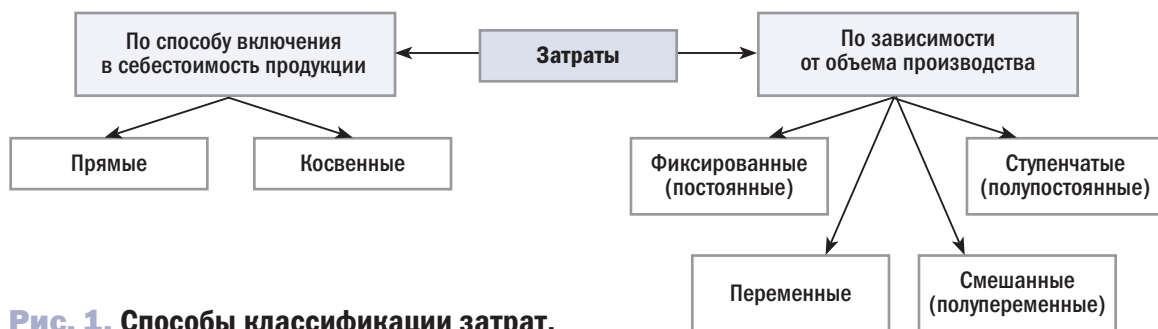 По способу включения
в себестоимость продукции
Затраты
По зависимости
от объема производства
Прямые
Косвенные
Фиксированные
(постоянные)
Ступенчатые
(полупостоянные)
Переменные
Смешанные
(полупеременные)
Рис. 1. Способы классификации затрат.